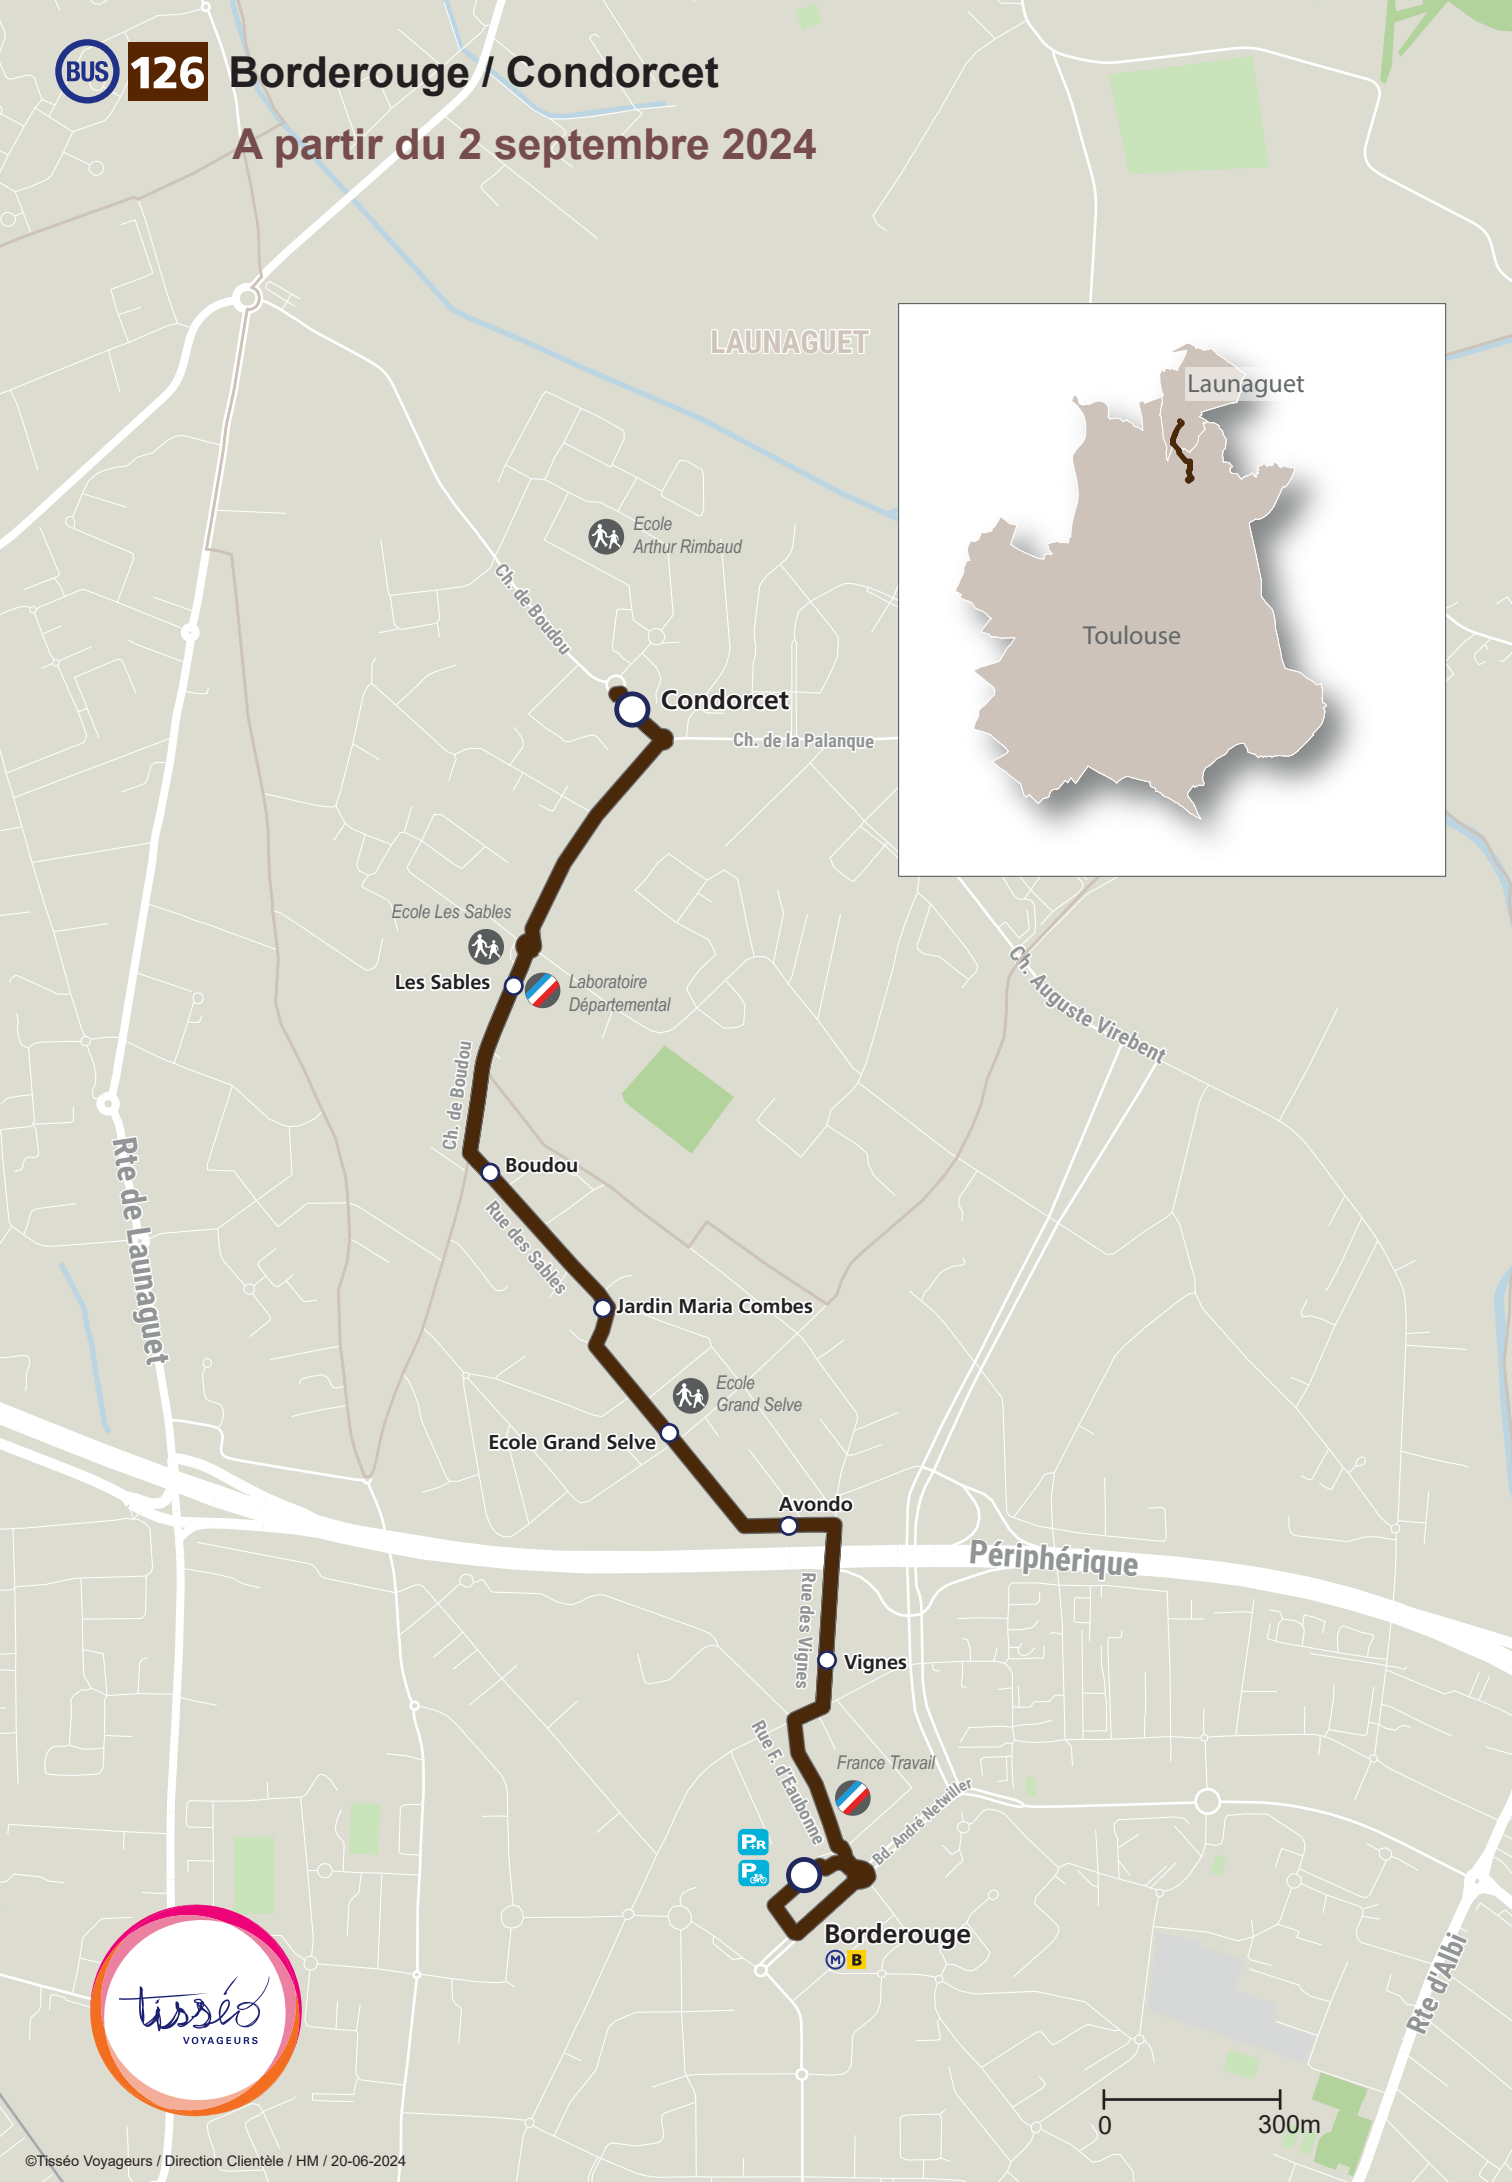 BUS 126 Borderouge / Condorcet
A partir du 2 septembre 2024
LAUNAGUET
Launaguet
Toulouse
Ecole
Arthur Rimbaud
Ch. de Boudou
Condorcet
Ch. de la Palanque
Ecole Les Sables
Les Sables
Laboratoire
Départemental
Ch. Auguste Virebent
Ch. de Boudou
Boudou
Rte de Launaguet
Rue des Sables
Jardin Maria Combes
Ecole
Grand Selve
Ecole Grand Selve
Avondo
Périphérique
Rue des Vignes
Vignes
Rue F. d'Eaubonne
France Travail
Bd. André Netwiller
P+R
P
Borderouge
M B
Rte d'Albi
tisséo
VOYAGEURS
0 300m
©Tisséo Voyageurs / Direction Clientèle / HM / 20-06-2024